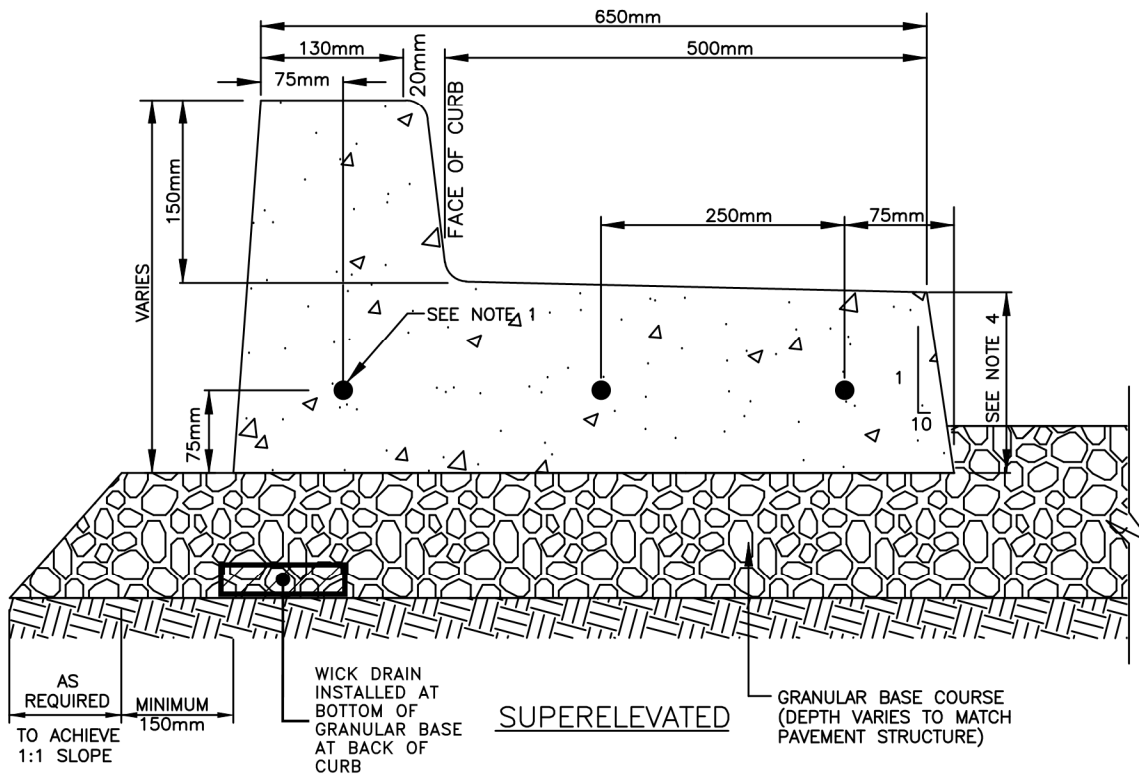 650mm
130mm
500mm
75mm
20mm
FACE OF CURB
150mm
VARIES
250mm
75mm
SEE NOTE 1
75mm
1
10
SEE NOTE 4
AS
REQUIRED
TO ACHIEVE
1:1 SLOPE
MINIMUM
150mm
WICK DRAIN
INSTALLED AT
BOTTOM OF
GRANULAR BASE
AT BACK OF
CURB
SUPERELEVATED
GRANULAR BASE COURSE
(DEPTH VARIES TO MATCH
PAVEMENT STRUCTURE)